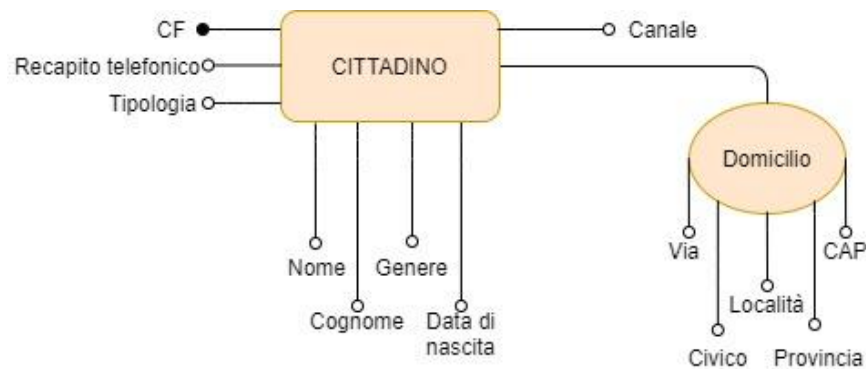 CF
Canale
Recapito telefonico
CITTADINO
Tipologia
Domicilio
Nome
Genere
Via
CAP
Località
Cognome
Data di
nascita
Civico
Provincia